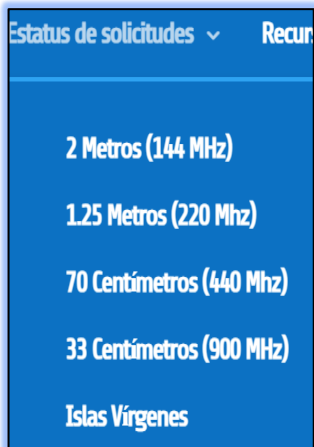 Estatus de solicitudes
2 Metros (144 MHz)
1.25 Metros (220 Mhz)
70 Centímetros (440 Mhz)
33 Centímetros (900 MHz)
Islas Vírgenes